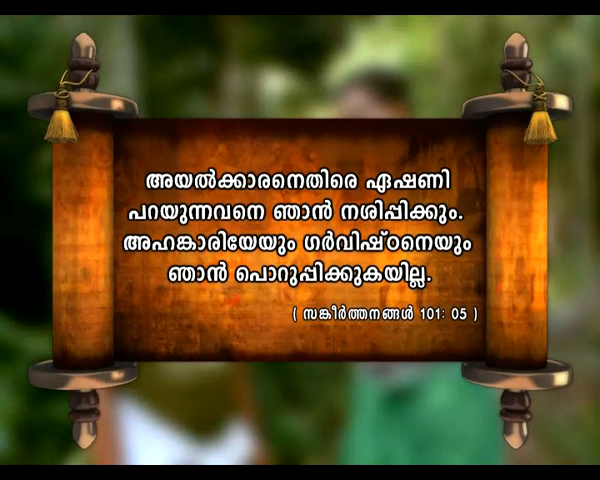 അയൽക്കാരനെതിരെ ഏഷണി
പറയുന്നവനെ ഞാൻ നശിപ്പിക്കും.
അഹങ്കാരിയേയും ഗർവിഷ്ഠനെയും
ഞാൻ പൊറുപ്പിക്കുകയില്ല.
( സങ്കീർത്തനങ്ങൾ 101: 05 )